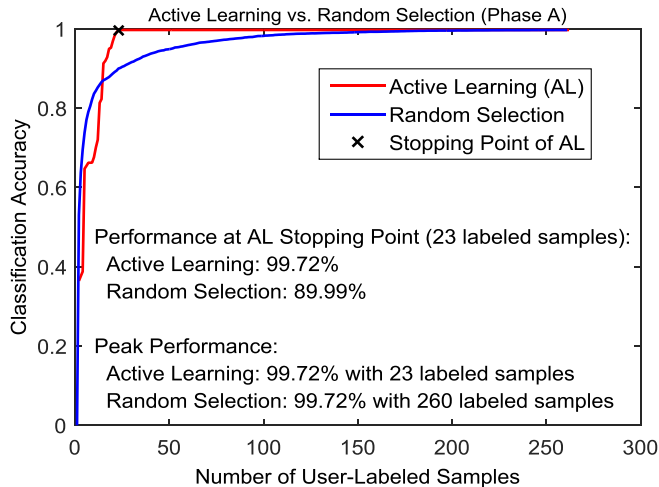 Active Learning vs. Random Selection (Phase A)
1
0.8
0.6
0.4
0.2
0
Classification Accuracy
Active Learning (AL)
Random Selection
Stopping Point of AL
Performance at AL Stopping Point (23 labeled samples):
Active Learning: 99.72%
Random Selection: 89.99%
Peak Performance:
Active Learning: 99.72% with 23 labeled samples
Random Selection: 99.72% with 260 labeled samples
0 50 100 150 200 250 300
Number of User-Labeled Samples